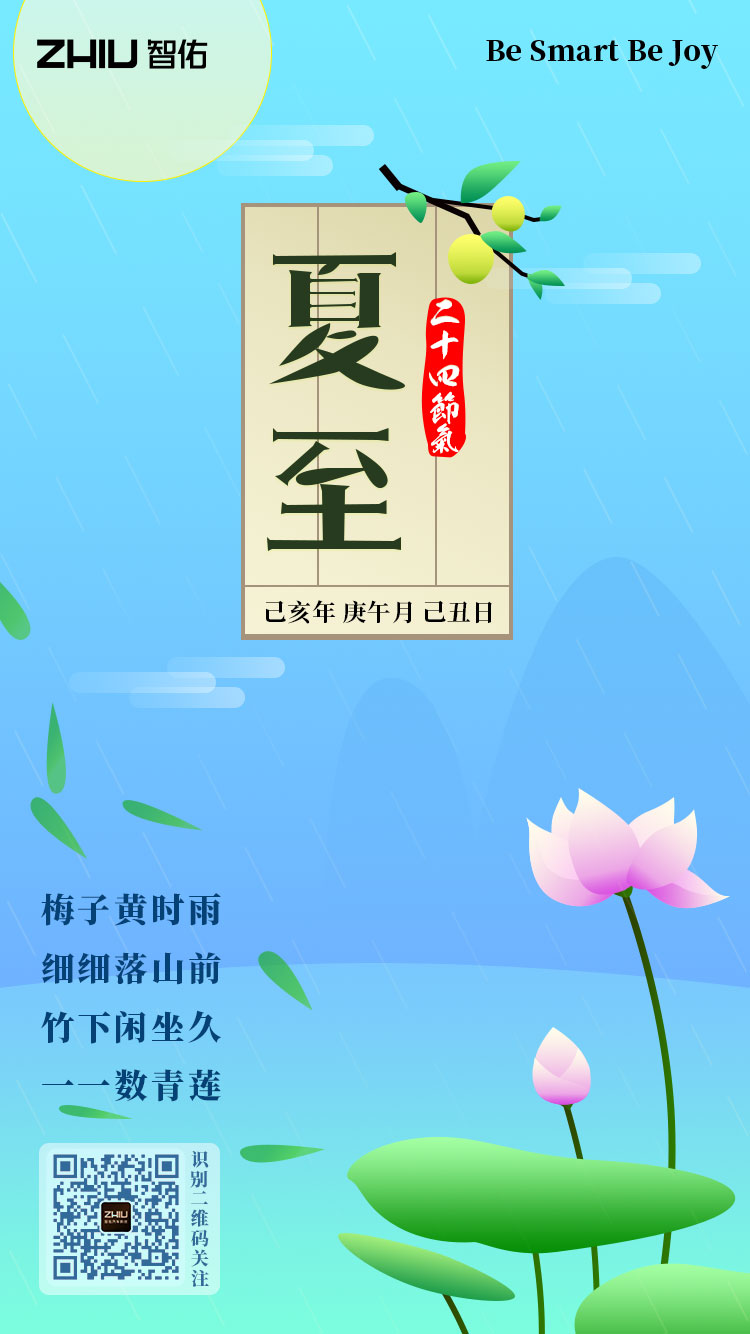 ZHIU 智佑
Be Smart Be Joy
夏至
二十四節氣
己亥年 庚午月 己丑日
梅子黄时雨
细细落山前
竹下闲坐久
一一数青莲
识别二维码关注
ZHIU